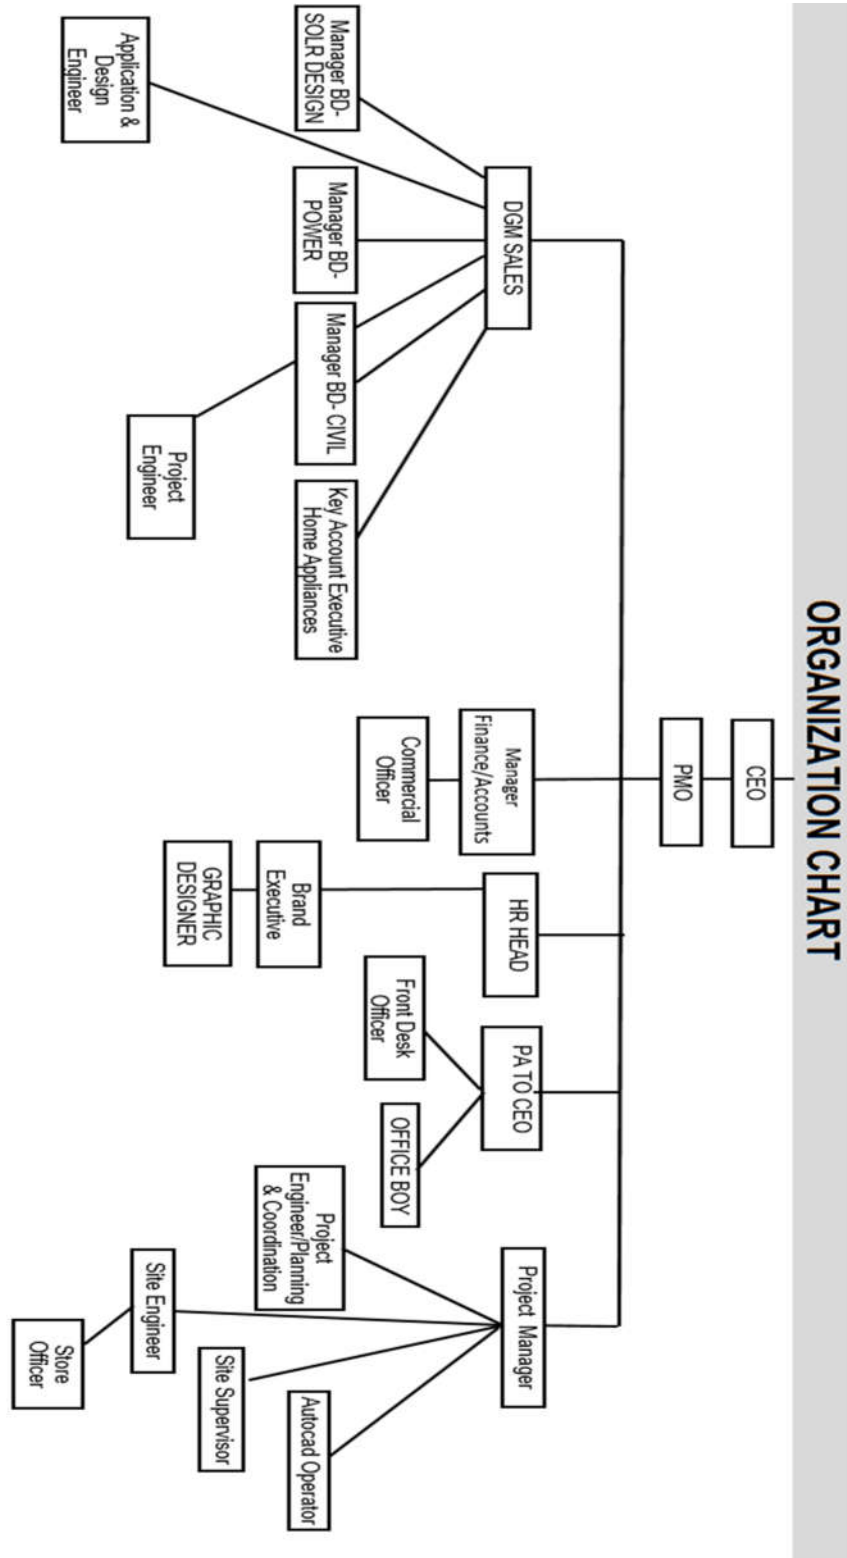 ORGANIZATION CHART
CEO
PMO
DGM SALES
Manager BD-
SOLR DESIGN
Application &
Design
Engineer
Manager BD-
POWER
Manager BD- CIVIL
Project
Engineer
Key Account Executive
Home Appliances
Manager
Finance/Accounts
Commercial
Officer
HR HEAD
Brand
Executive
GRAPHIC
DESIGNER
PA TO CEO
Front Desk
Officer
OFFICE BOY
Project Manager
Project
Engineer/Planning
& Coordination
Site Engineer
Store
Officer
Site Supervisor
Autocad Operator